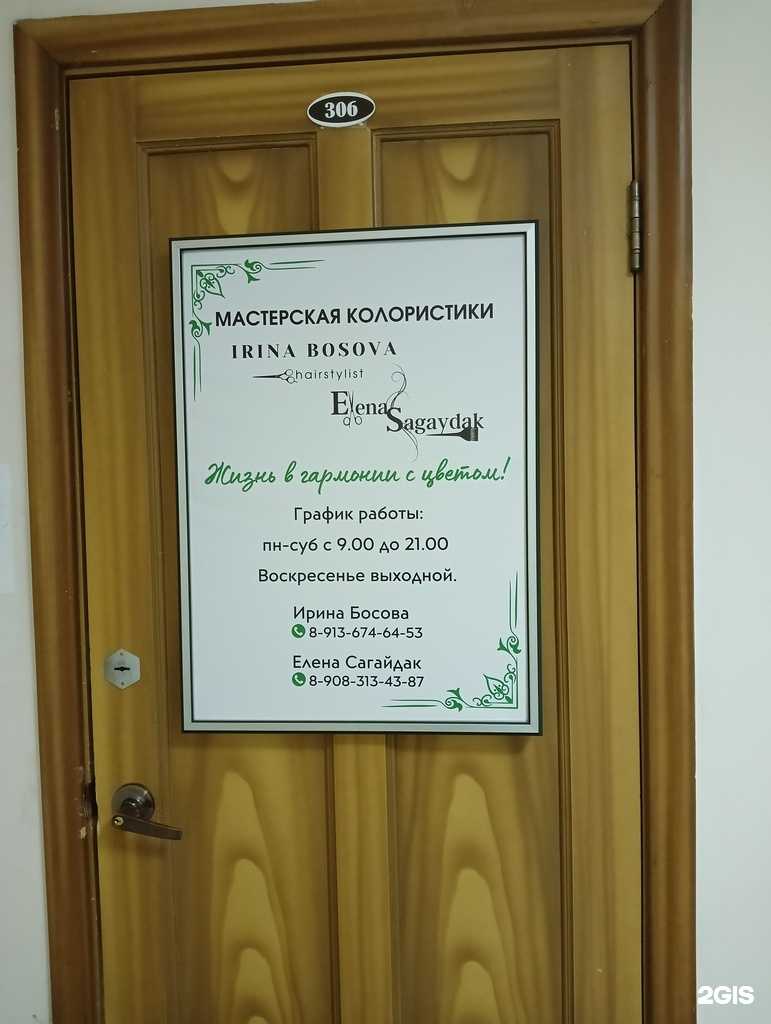 306
МАСТЕРСКАЯ КОЛОРИСТИКИ
IRINA BOSOVA
hairstylist
Elena
Sagaydak
Жизнь в гармонии с цветом!
График работы:
пн-суб с 9.00 до 21.00
Воскресенье выходной.
Ирина Босова
8-913-674-64-53
Елена Сагайдак
8-908-313-43-87
2GIS